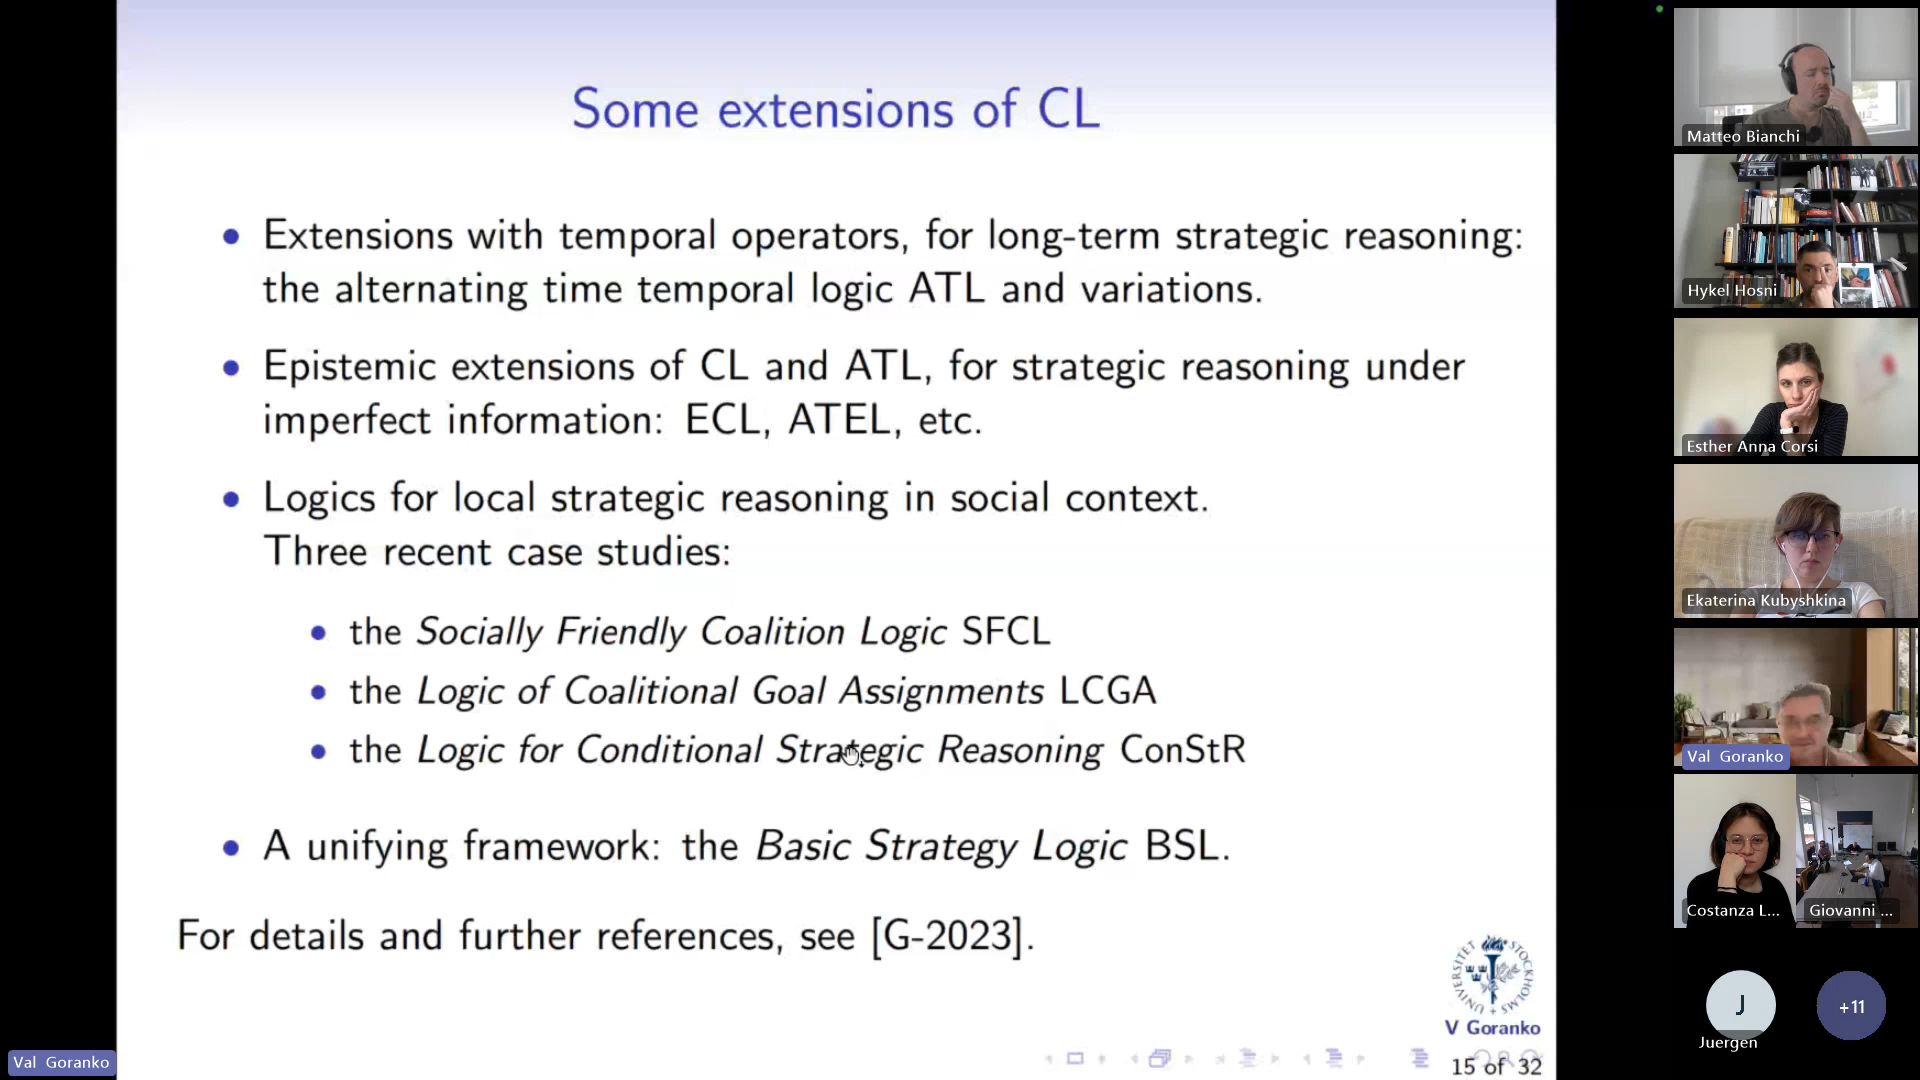 Some extensions of CL
• Extensions with temporal operators, for long-term strategic reasoning:
the alternating time temporal logic ATL and variations.
• Epistemic extensions of CL and ATL, for strategic reasoning under
imperfect information: ECL, ATEL, etc.
• Logics for local strategic reasoning in social context.
Three recent case studies:
• the Socially Friendly Coalition Logic SFCL
• the Logic of Coalitional Goal Assignments LCGA
• the Logic for Conditional Strategic Reasoning ConStR
• A unifying framework: the Basic Strategy Logic BSL.
For details and further references, see [G-2023].
V Goranko
15 of 32
Val Goranko
Matteo Bianchi
Hykel Hosni
Esther Anna Corsi
Ekaterina Kubyshkina
Val Goranko
Costanza L...
Giovanni ...
J
Juergen
+11